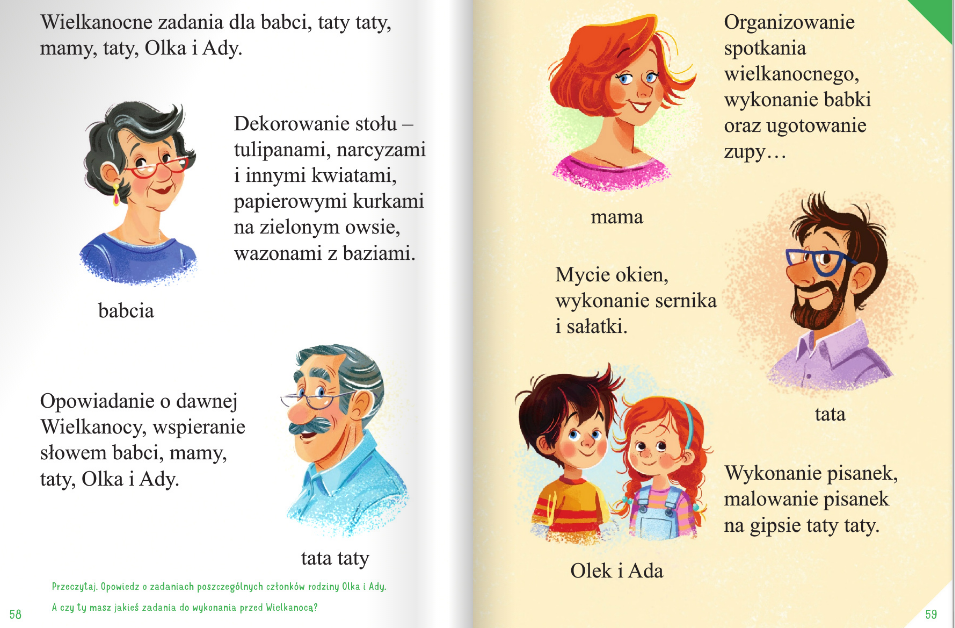 Wielkanocne zadania dla babci, taty taty,
mamy, taty, Olka i Ady.
Dekorowanie stołu –
tulipanami, narcyzami
i innymi kwiatami,
papierowymi kurkami
na zielonym owsie,
wazonami z baziami.
babcia
Opowiadanie o dawnej
Wielkanocy, wspieranie
słowem babci, mamy,
taty, Olka i Ady.
tata taty
Przeczytaj. Opowiedz o zadaniach poszczególnych członków rodziny Olka i Ady.
A czy ty masz jakieś zadania do wykonania przed Wielkanocą?
58
Organizowanie
spotkania
wielkanocnego,
wykonanie babki
oraz ugotowanie
zupy…
mama
Mycie okien,
wykonanie sernika
i sałatki.
tata
Wykonanie pisanek,
malowanie pisanek
na gipsie taty taty.
Olek i Ada
59